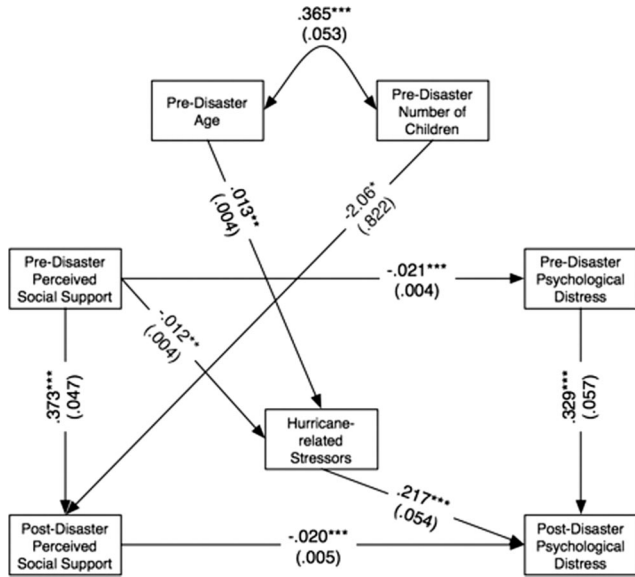 .365***
(.053)
Pre-Disaster
Age
Pre-Disaster
Number of
Children
.013**
(.004)
-2.06*
(.822)
Pre-Disaster
Perceived
Social Support
-.021***
(.004)
Pre-Disaster
Psychological
Distress
-.012**
(.004)
.373***
(.047)
.329***
(.057)
Hurricane-
related
Stressors
.217***
(.054)
Post-Disaster
Perceived
Social Support
-.020***
(.005)
Post-Disaster
Psychological
Distress